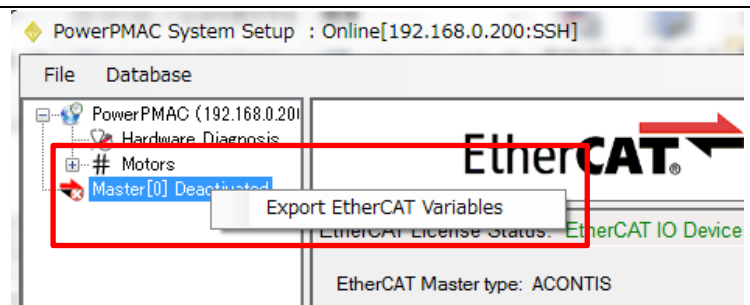 PowerPMAC System Setup : Online[192.168.0.200:SSH]
File Database
PowerPMAC (192.168.0.20
Hardware Diagnosis
# Motors
Master[0] Deactivated
Export EtherCAT Variables
EtherCAT®
EtherCAT License Status: EtherCAT IO Device
EtherCAT Master type: ACONTIS